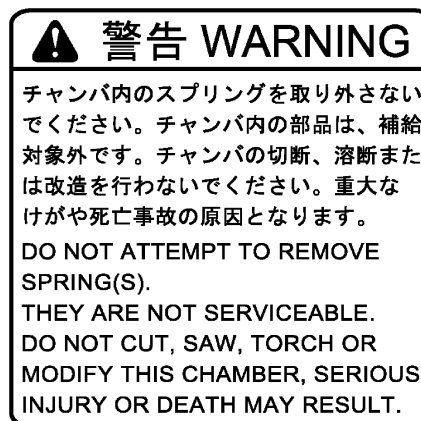 警告 WARNING
チャンバ内のスプリングを取り外さない
でください。チャンバ内の部品は、補給
対象外です。チャンバの切断、溶断また
は改造を行わないでください。重大な
けがや死亡事故の原因となります。
DO NOT ATTEMPT TO REMOVE
SPRING(S).
THEY ARE NOT SERVICEABLE.
DO NOT CUT, SAW, TORCH OR
MODIFY THIS CHAMBER, SERIOUS
INJURY OR DEATH MAY RESULT.